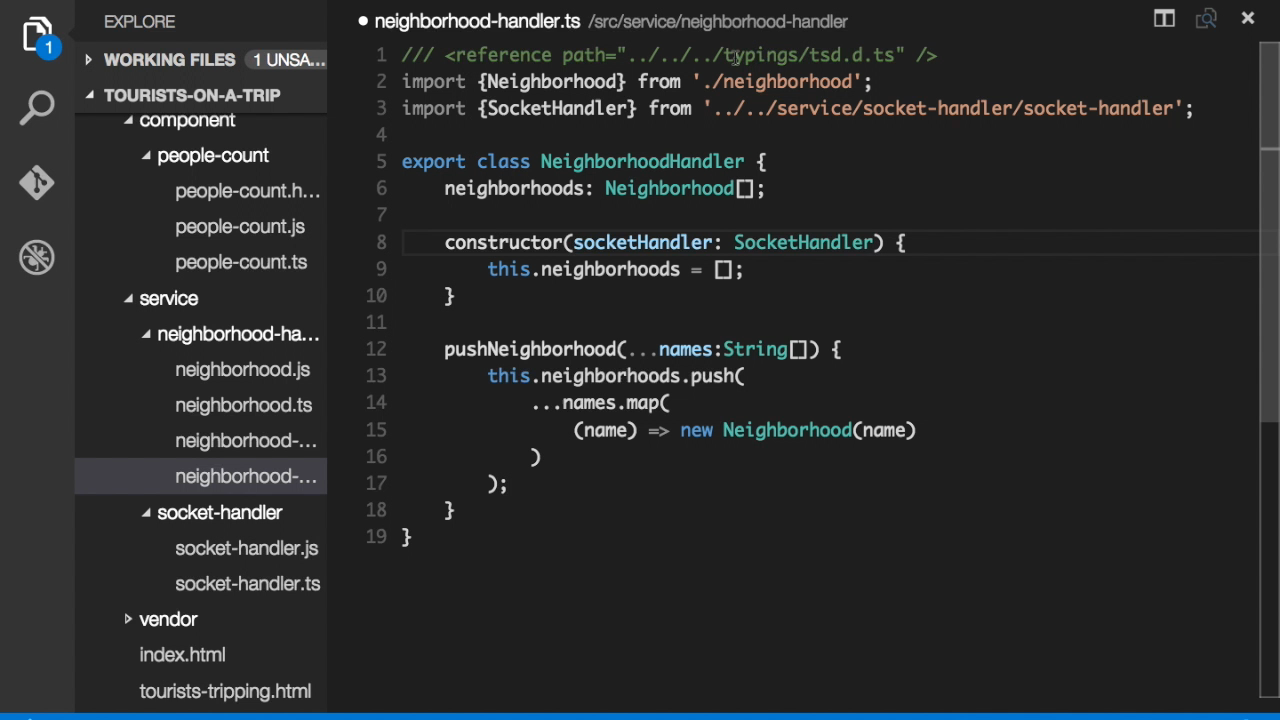 EXPLORE
1
WORKING FILES 1 UNSA...
TOURISTS-ON-A-TRIP
component
people-count
people-count.h...
people-count.js
people-count.ts
service
neighborhood-ha...
neighborhood.js
neighborhood.ts
neighborhood-...
neighborhood-...
socket-handler
socket-handler.js
socket-handler.ts
vendor
index.html
tourists-tripping.html
neighborhood-handler.ts /src/service/neighborhood-handler
1 /// <reference path="../../../typings/tsd.d.ts" />
2 import {Neighborhood} from './neighborhood';
3 import {SocketHandler} from '../../service/socket-handler/socket-handler';
4
5 export class NeighborhoodHandler {
6 neighborhoods: Neighborhood[];
7
8 constructor(socketHandler: SocketHandler) {
9 this.neighborhoods = [];
10 }
11
12 pushNeighborhood(...names:String[]) {
13 this.neighborhoods.push(
14 ...names.map(
15 (name) => new Neighborhood(name)
16 )
17 );
18 }
19 }